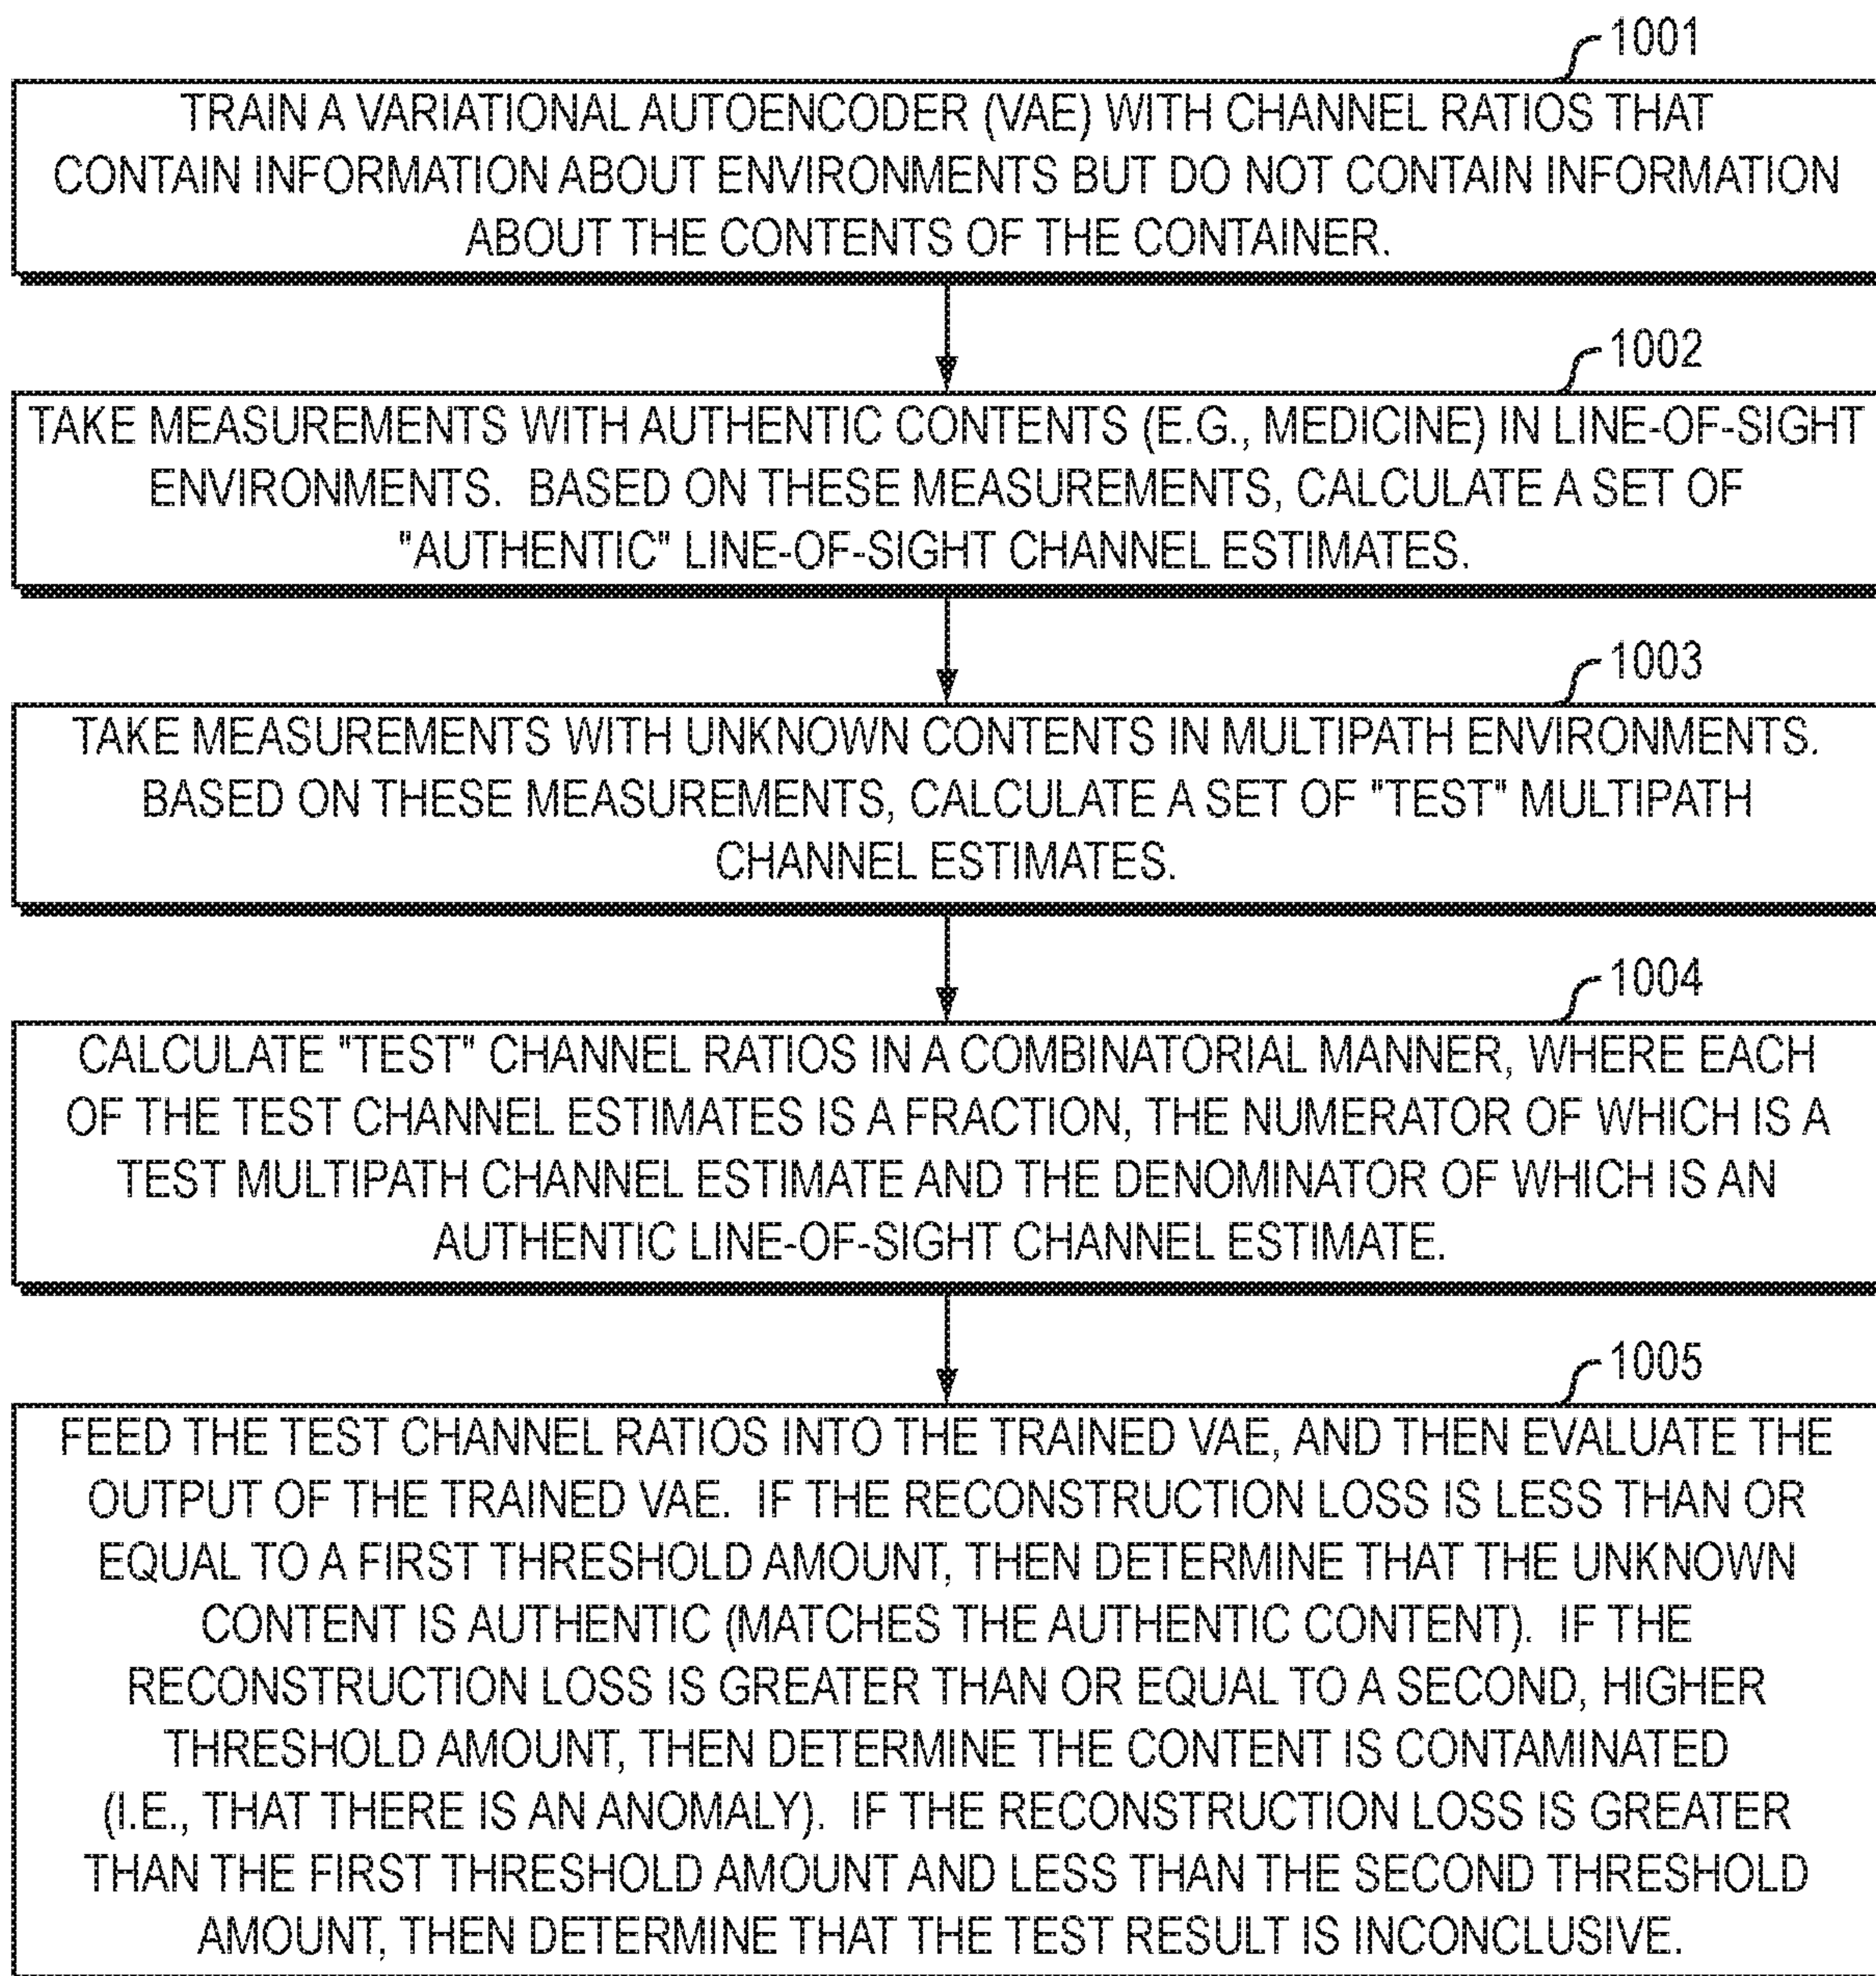 1001
TRAIN A VARIATIONAL AUTOENCODER (VAE) WITH CHANNEL RATIOS THAT
CONTAIN INFORMATION ABOUT ENVIRONMENTS BUT DO NOT CONTAIN INFORMATION
ABOUT THE CONTENTS OF THE CONTAINER.
1002
TAKE MEASUREMENTS WITH AUTHENTIC CONTENTS (E.G., MEDICINE) IN LINE-OF-SIGHT
ENVIRONMENTS. BASED ON THESE MEASUREMENTS, CALCULATE A SET OF
"AUTHENTIC" LINE-OF-SIGHT CHANNEL ESTIMATES.
1003
TAKE MEASUREMENTS WITH UNKNOWN CONTENTS IN MULTIPATH ENVIRONMENTS.
BASED ON THESE MEASUREMENTS, CALCULATE A SET OF "TEST" MULTIPATH
CHANNEL ESTIMATES.
1004
CALCULATE "TEST" CHANNEL RATIOS IN A COMBINATORIAL MANNER, WHERE EACH
OF THE TEST CHANNEL ESTIMATES IS A FRACTION, THE NUMERATOR OF WHICH IS A
TEST MULTIPATH CHANNEL ESTIMATE AND THE DENOMINATOR OF WHICH IS AN
AUTHENTIC LINE-OF-SIGHT CHANNEL ESTIMATE.
1005
FEED THE TEST CHANNEL RATIOS INTO THE TRAINED VAE, AND THEN EVALUATE THE
OUTPUT OF THE TRAINED VAE. IF THE RECONSTRUCTION LOSS IS LESS THAN OR
EQUAL TO A FIRST THRESHOLD AMOUNT, THEN DETERMINE THAT THE UNKNOWN
CONTENT IS AUTHENTIC (MATCHES THE AUTHENTIC CONTENT). IF THE
RECONSTRUCTION LOSS IS GREATER THAN OR EQUAL TO A SECOND, HIGHER
THRESHOLD AMOUNT, THEN DETERMINE THE CONTENT IS CONTAMINATED
(I.E., THAT THERE IS AN ANOMALY). IF THE RECONSTRUCTION LOSS IS GREATER
THAN THE FIRST THRESHOLD AMOUNT AND LESS THAN THE SECOND THRESHOLD
AMOUNT, THEN DETERMINE THAT THE TEST RESULT IS INCONCLUSIVE.